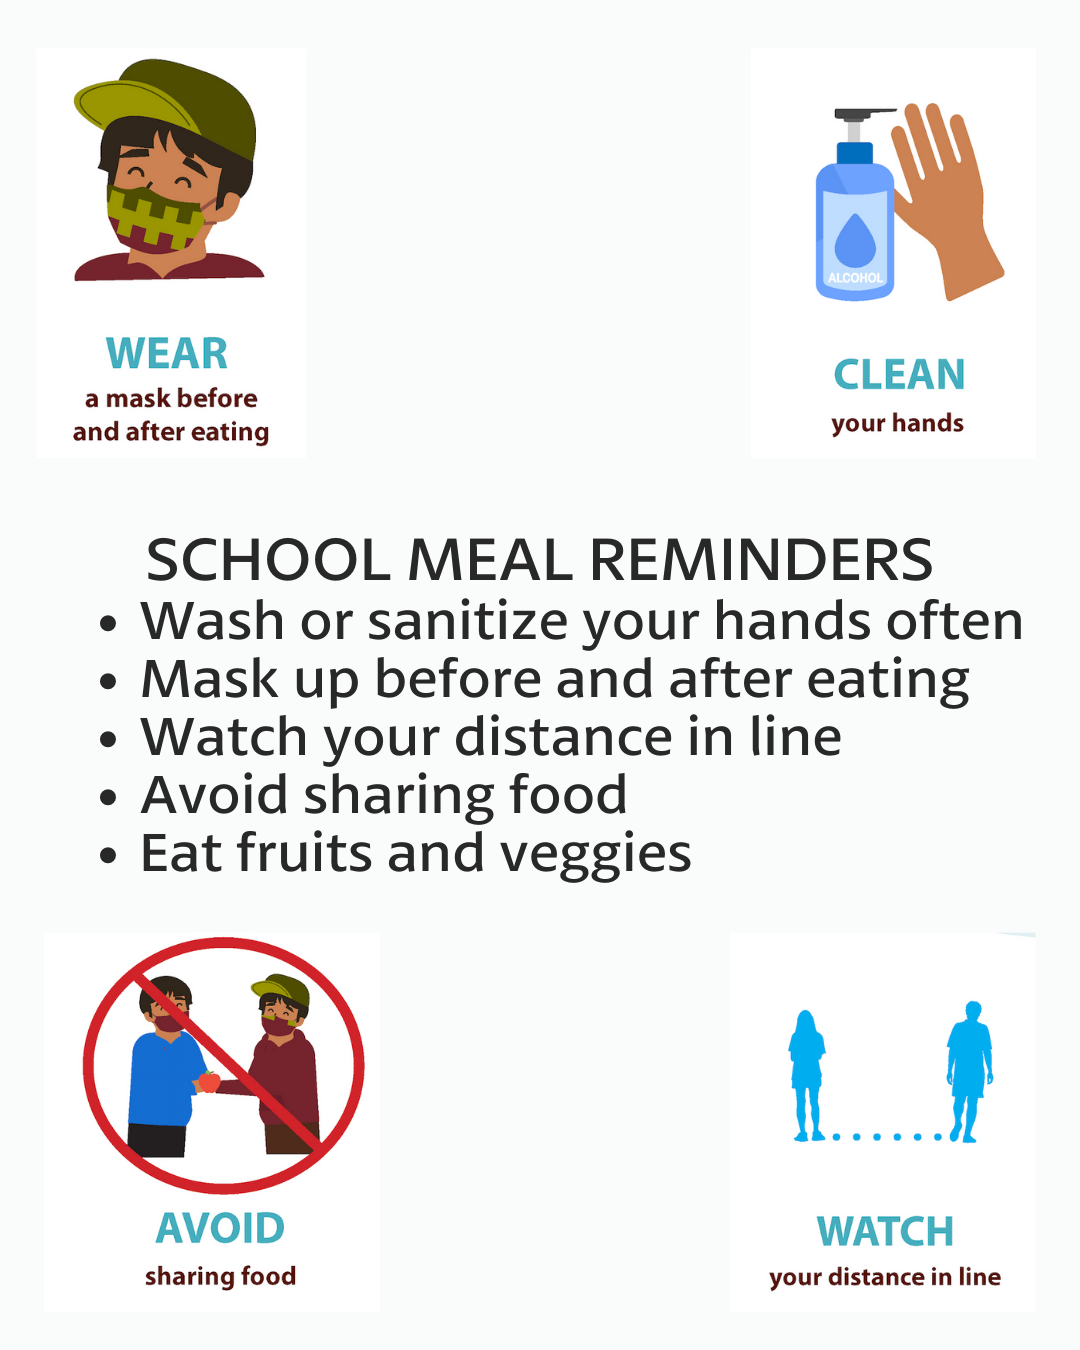 WEAR
a mask before
and after eating
ALCOHOL
CLEAN
your hands
SCHOOL MEAL REMINDERS
• Wash or sanitize your hands often
• Mask up before and after eating
• Watch your distance in line
• Avoid sharing food
• Eat fruits and veggies
AVOID
sharing food
WATCH
your distance in line